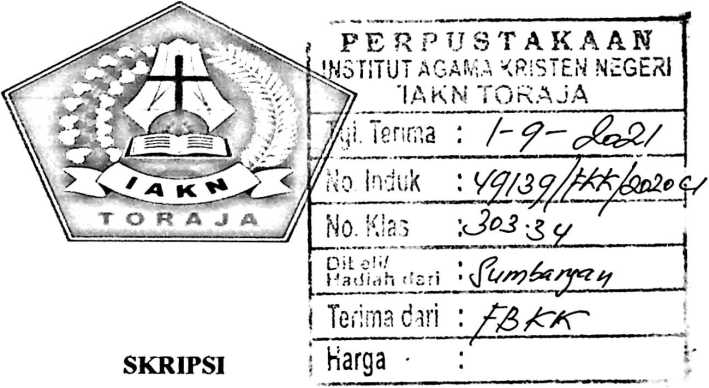 IAKN
TORAJA
PERPUSTAKAAN
INSTITUT AGAMA KRISTEN NEGERI
IAKN TORAJA
Tgl. Terima : 1-9-2021
No. Induk : 49139/FKK/2020 C1
No. Klas : 303.34
Dibeli/
Hadiah dari : Sumbangan
Terima dari : FBKK
Harga :
SKRIPSI